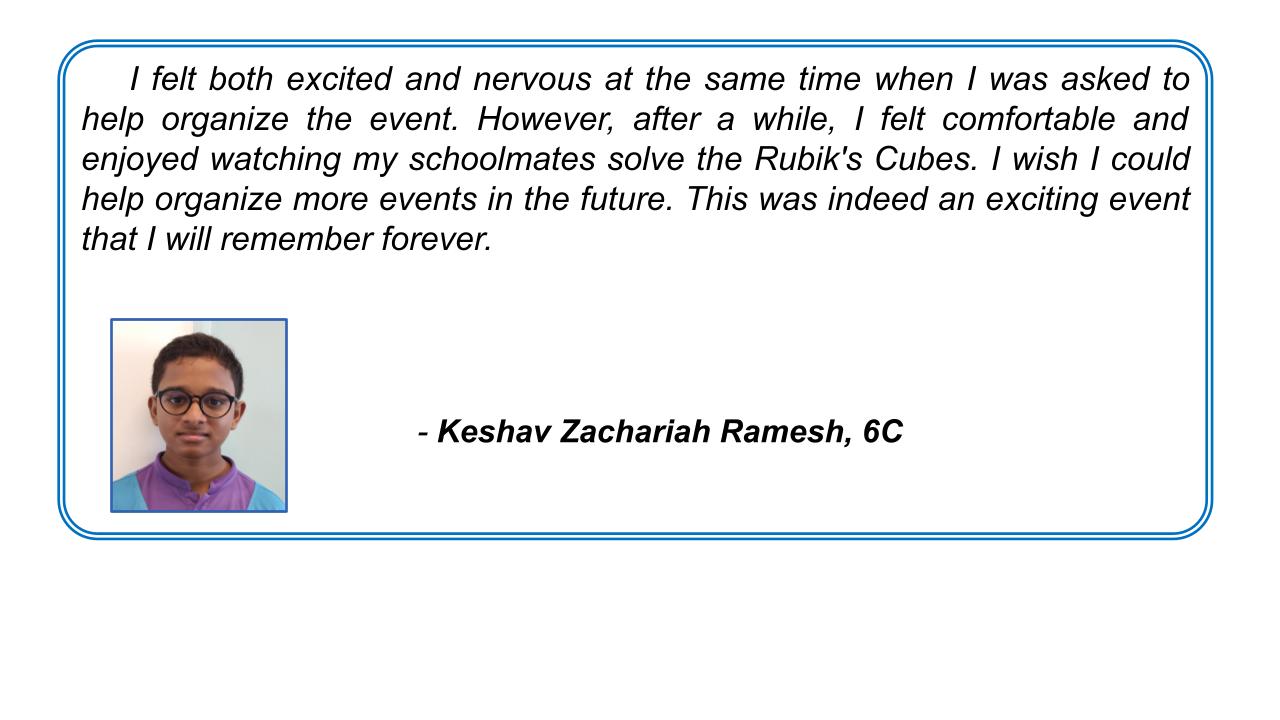 I felt both excited and nervous at the same time when I was asked to
help organize the event. However, after a while, I felt comfortable and
enjoyed watching my schoolmates solve the Rubik's Cubes. I wish I could
help organize more events in the future. This was indeed an exciting event
that I will remember forever.
- Keshav Zachariah Ramesh, 6C